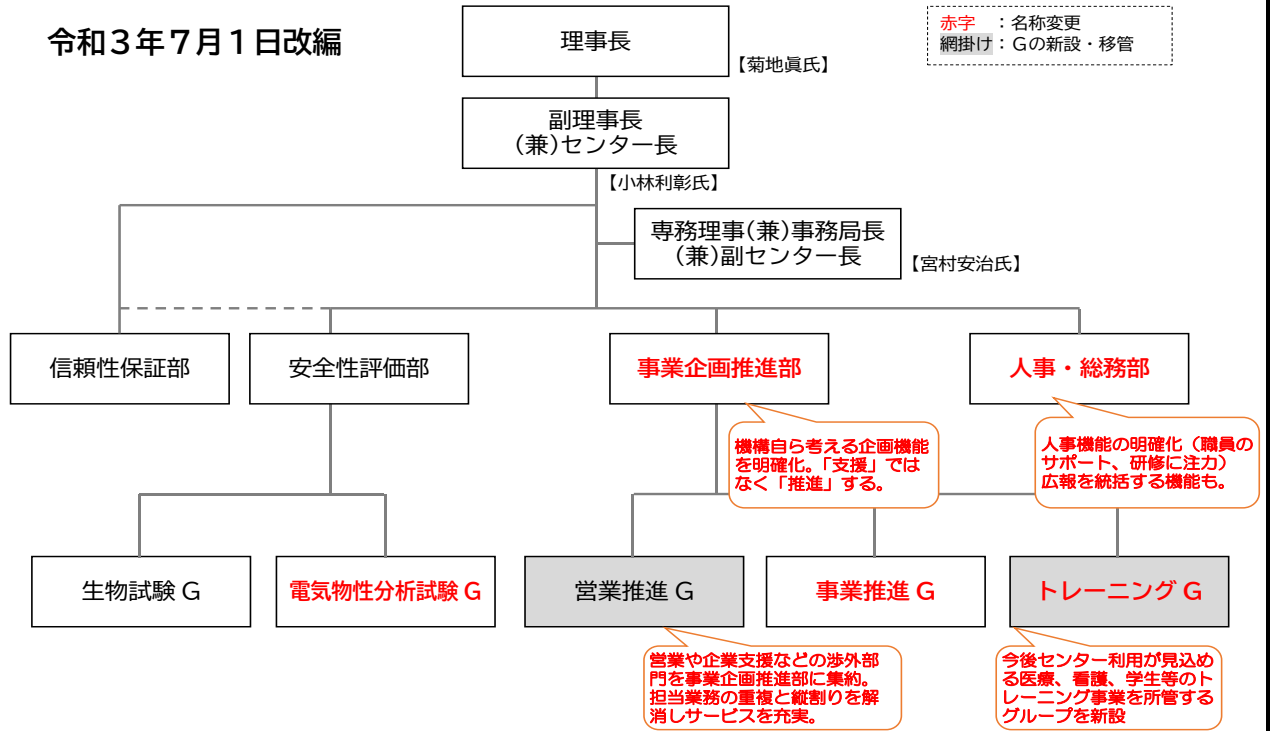 令和３年７月１日改編
赤字　：名称変更
網掛け：Ｇの新設・移管
理事長
【菊地眞氏】
副理事長
(兼)センター長
【小林利彰氏】
専務理事(兼)事務局長
(兼)副センター長
【宮村安治氏】
信頼性保証部
安全性評価部
事業企画推進部
人事・総務部
機構自ら考える企画機能
を明確化。「支援」では
なく「推進」する。
人事機能の明確化（職員の
サポート、研修に注力）
広報を統括する機能も。
生物試験 G
電気物性分析試験 G
営業推進 G
事業推進 G
トレーニング G
営業や企業支援などの渉外部
門を事業企画推進部に集約。
担当業務の重複と縦割りを解
消しサービスを充実。
今後センター利用が見込め
る医療、看護、学生等のト
レーニング事業を所管する
グループを新設